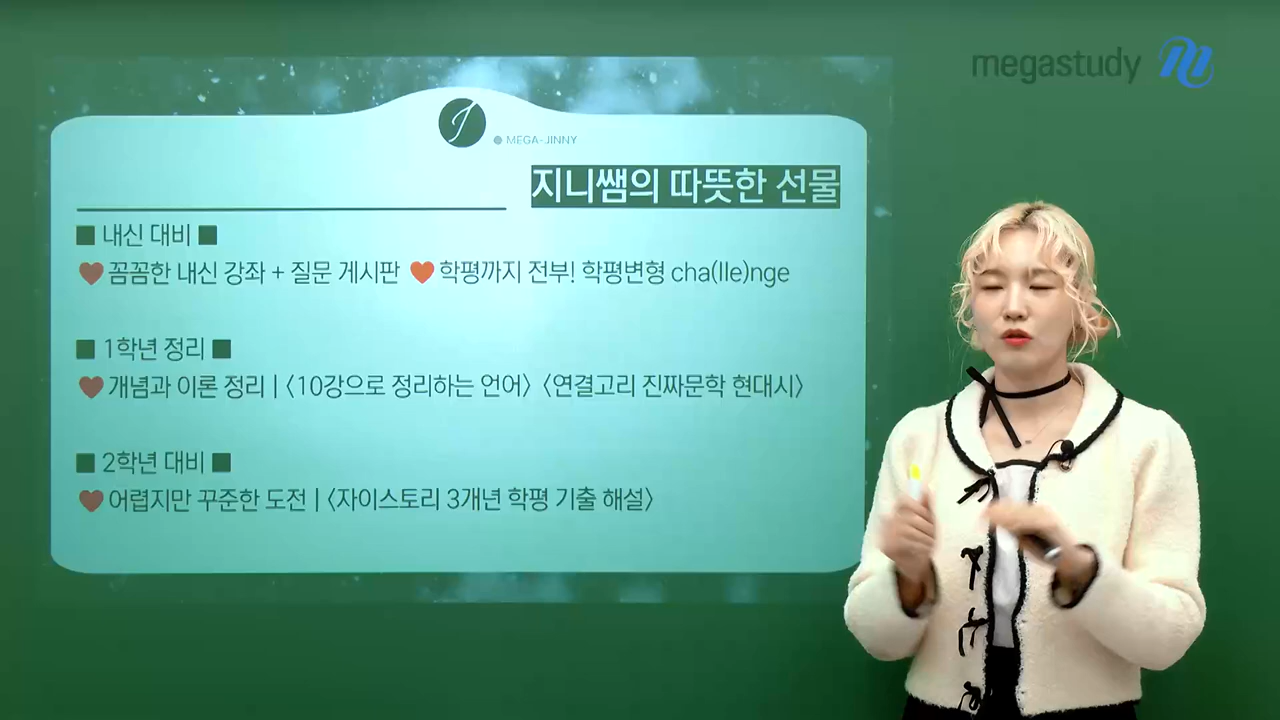 megastudy
J
MEGA-JINNY
지니쌤의 따뜻한 선물
■ 내신 대비 ■
♥ 꼼꼼한 내신 강좌 + 질문 게시판 ♥ 학평까지 전부! 학평변형 cha(lle)nge
■ 1학년 정리 ■
♥ 개념과 이론 정리 | <10강으로 정리하는 언어> <연결고리 진짜문학 현대시>
■ 2학년 대비 ■
♥ 어렵지만 꾸준한 도전 | <자이스토리 3개년 학평 기출 해설>